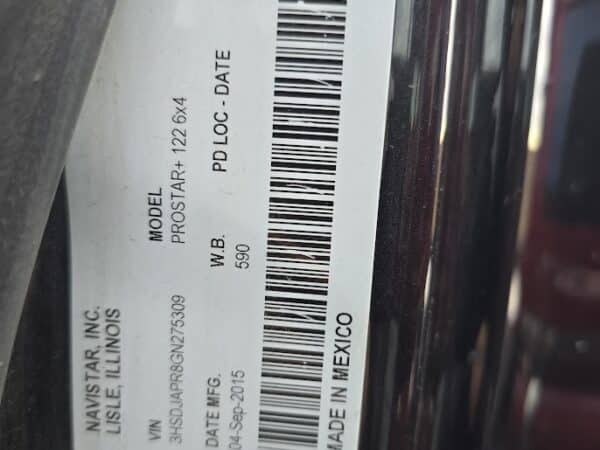 NAVISTAR, INC.
LISLE, ILLINOIS
VIN MODEL
3HSDJAPR8GN275309 PROSTAR+ 122 6x4
DATE MFG. W.B. PD LOC - DATE
04-Sep-2015 590
MADE IN MEXICO